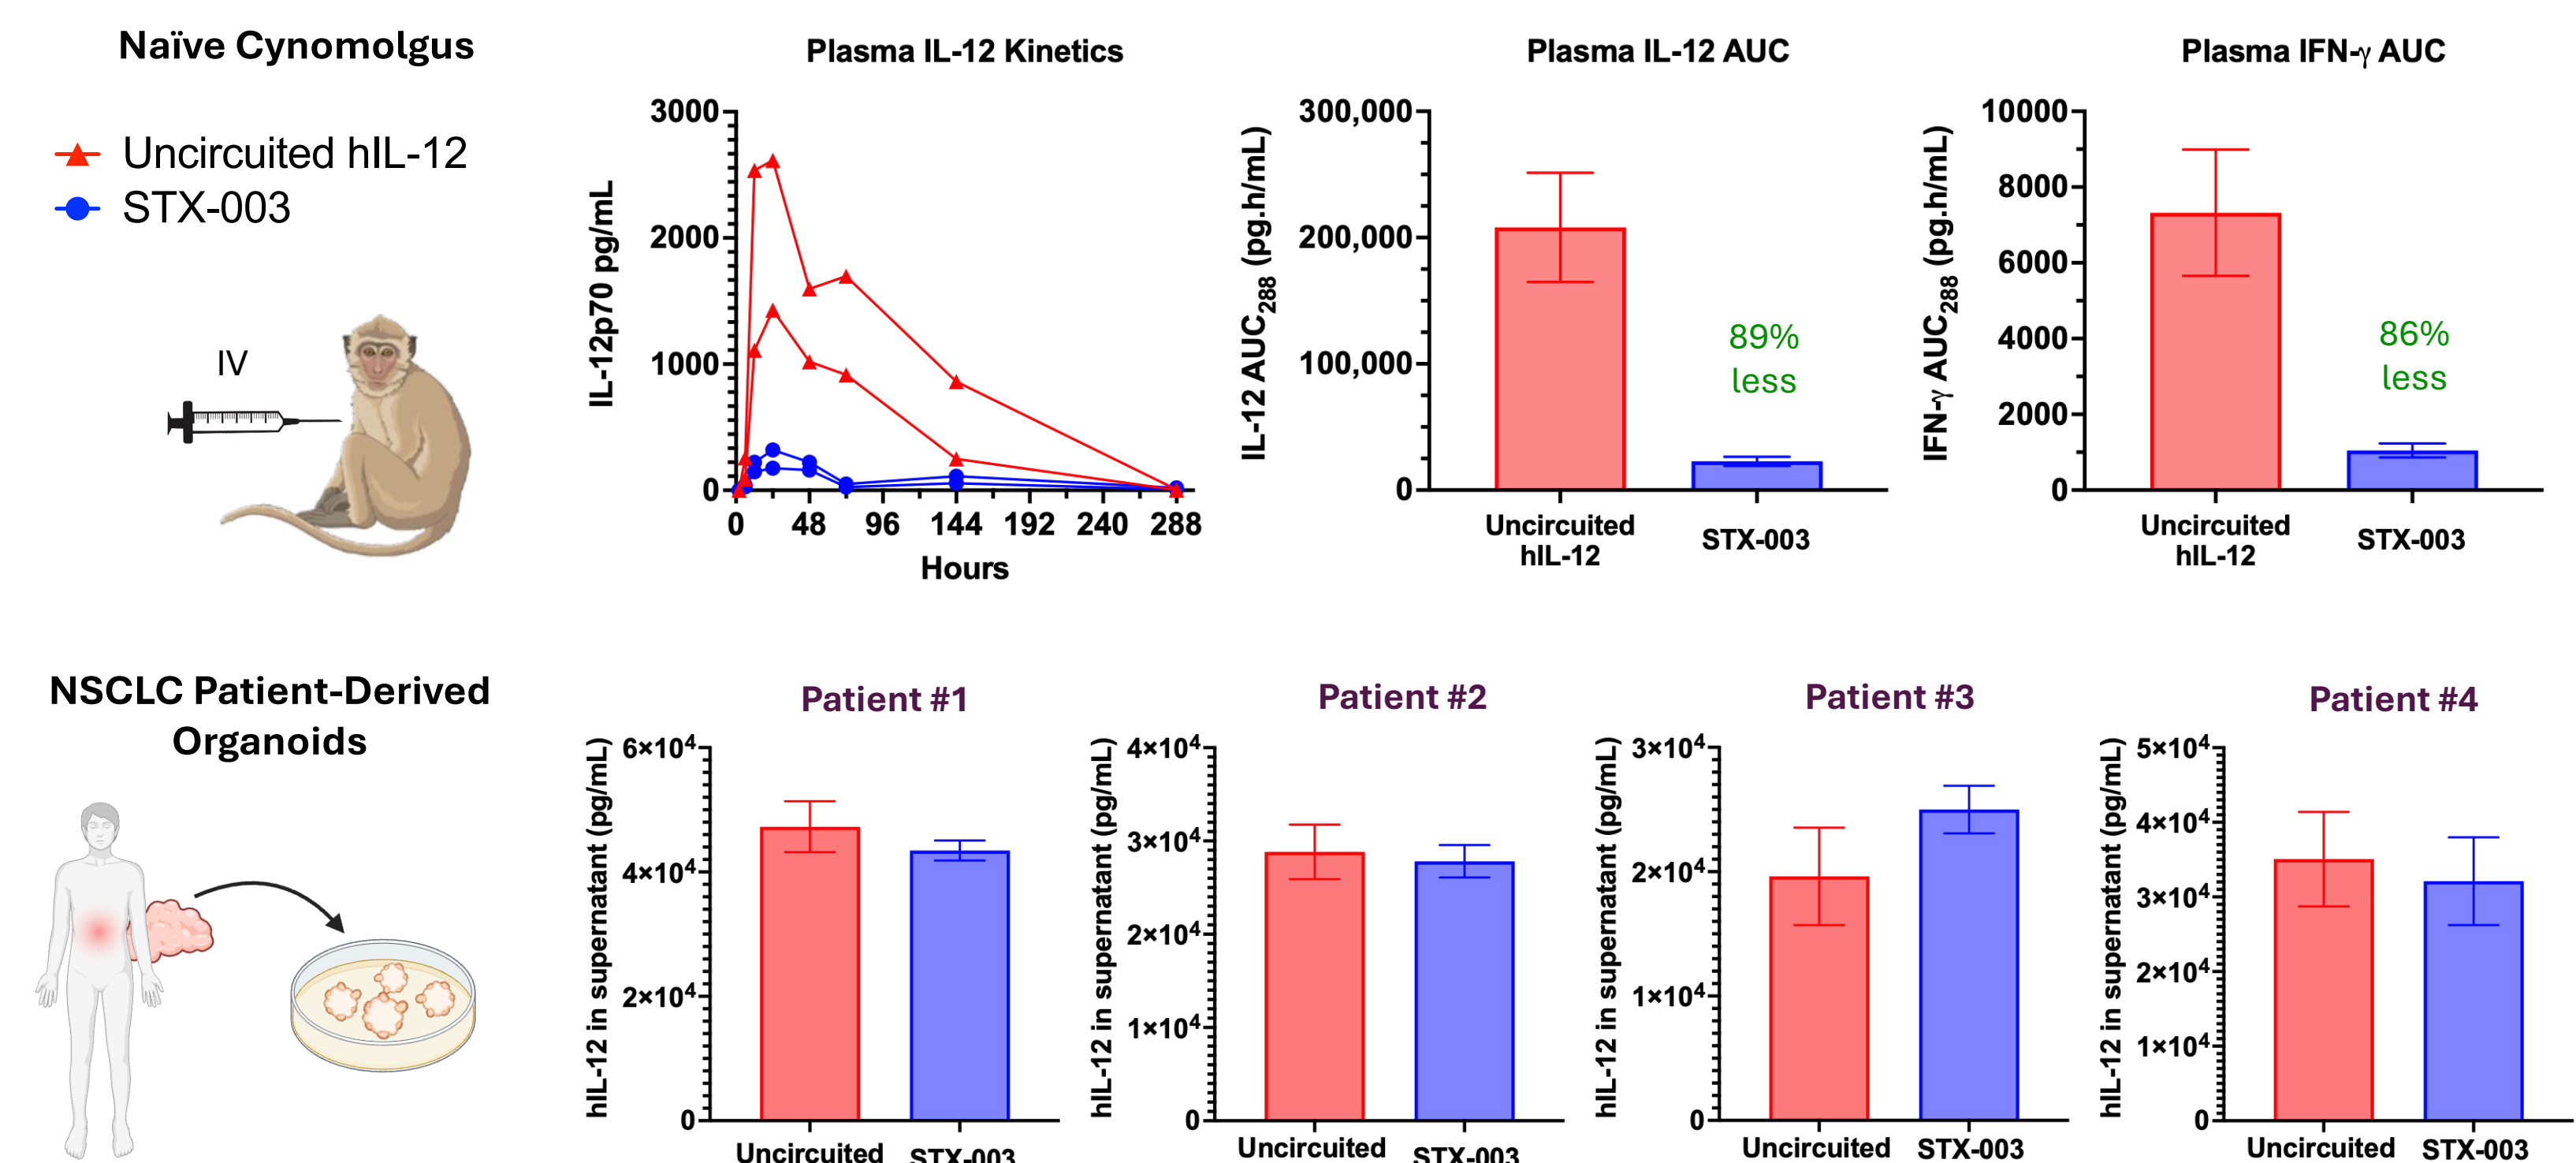 Naïve Cynomolgus
Uncircuited hIL-12
STX-003
IV
Plasma IL-12 Kinetics
IL-12p70 pg/mL
3000
2000
1000
0
0 48 96 144 192 240 288
Hours
Plasma IL-12 AUC
IL-12 AUC288 (pg.h/mL)
300,000
200,000
100,000
0
89%
less
Uncircuited
hIL-12
STX-003
Plasma IFN-γ AUC
IFN-γ AUC288 (pg.h/mL)
10000
8000
6000
4000
2000
0
86%
less
Uncircuited
hIL-12
STX-003
NSCLC Patient-Derived
Organoids
Patient #1
hIL-12 in supernatant (pg/mL)
6×10⁴
4×10⁴
2×10⁴
0
Uncircuited STX-003
Patient #2
hIL-12 in supernatant (pg/mL)
4×10⁴
3×10⁴
2×10⁴
1×10⁴
0
Uncircuited STX-003
Patient #3
hIL-12 in supernatant (pg/mL)
3×10⁴
2×10⁴
1×10⁴
0
Uncircuited STX-003
Patient #4
hIL-12 in supernatant (pg/mL)
5×10⁴
4×10⁴
3×10⁴
2×10⁴
1×10⁴
0
Uncircuited STX-003